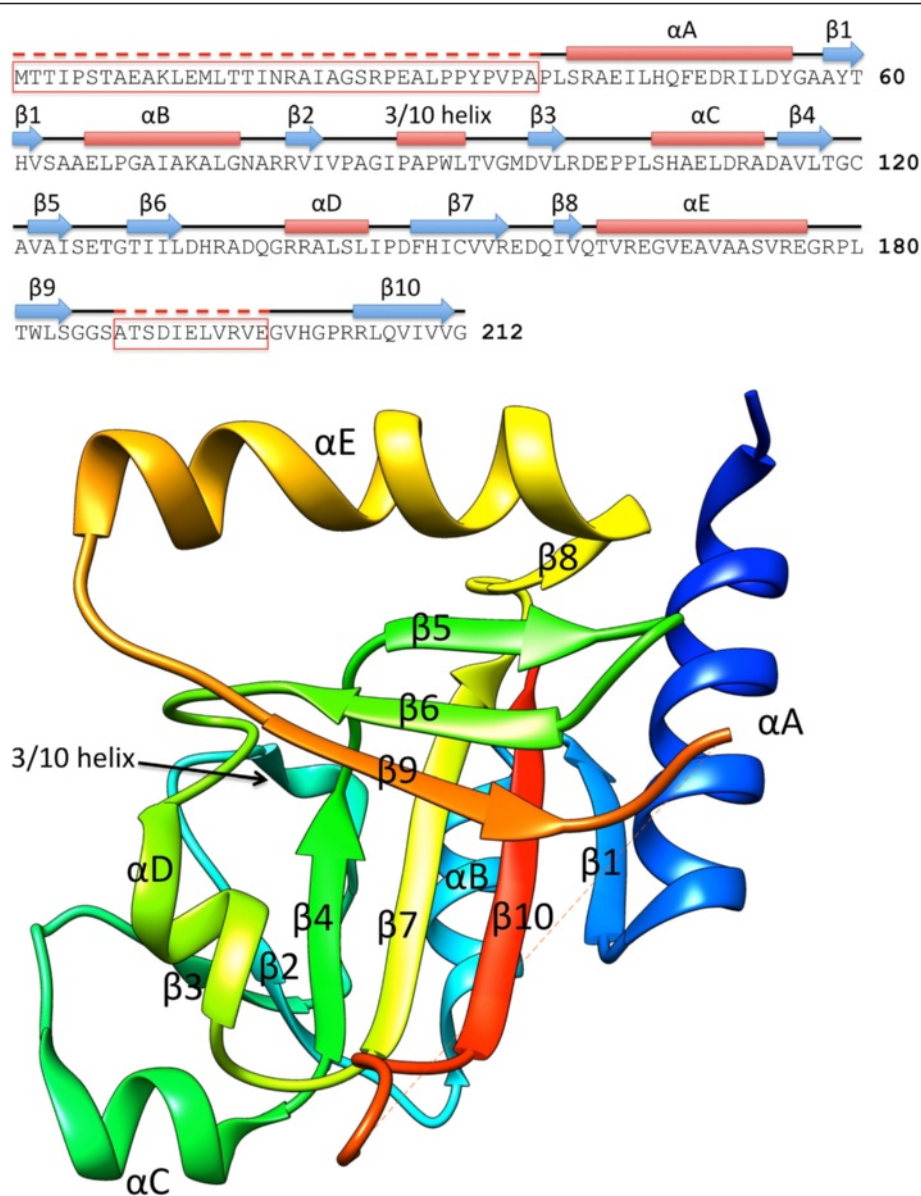 αA β1
MTTIPSTAEAKLEMLTTINRAIAGSRPEALPPYPVPAPLSRAEILHQFEDRILDYGAAYT 60
β1 αB β2 3/10 helix β3 αC β4
HVSAAELPGAIAKALGNARRVIVPAGIPAPWLTVGMDVLRDEPPLSHAELDRADAVLTGC 120
β5 β6 αD β7 β8 αE
AVAISETGTIILDHRADQGRRALSLIPDFHICVVREDQIVQTVREGVEAVAASVREGRPL 180
β9 β10
TWLSGGSATSDIELVRVEGVHGPRRLQVIVVG 212
αE
β8
β5
β6
αA
3/10 helix
β9
αD
αB
β1
β4
β7
β10
β2
β3
αC